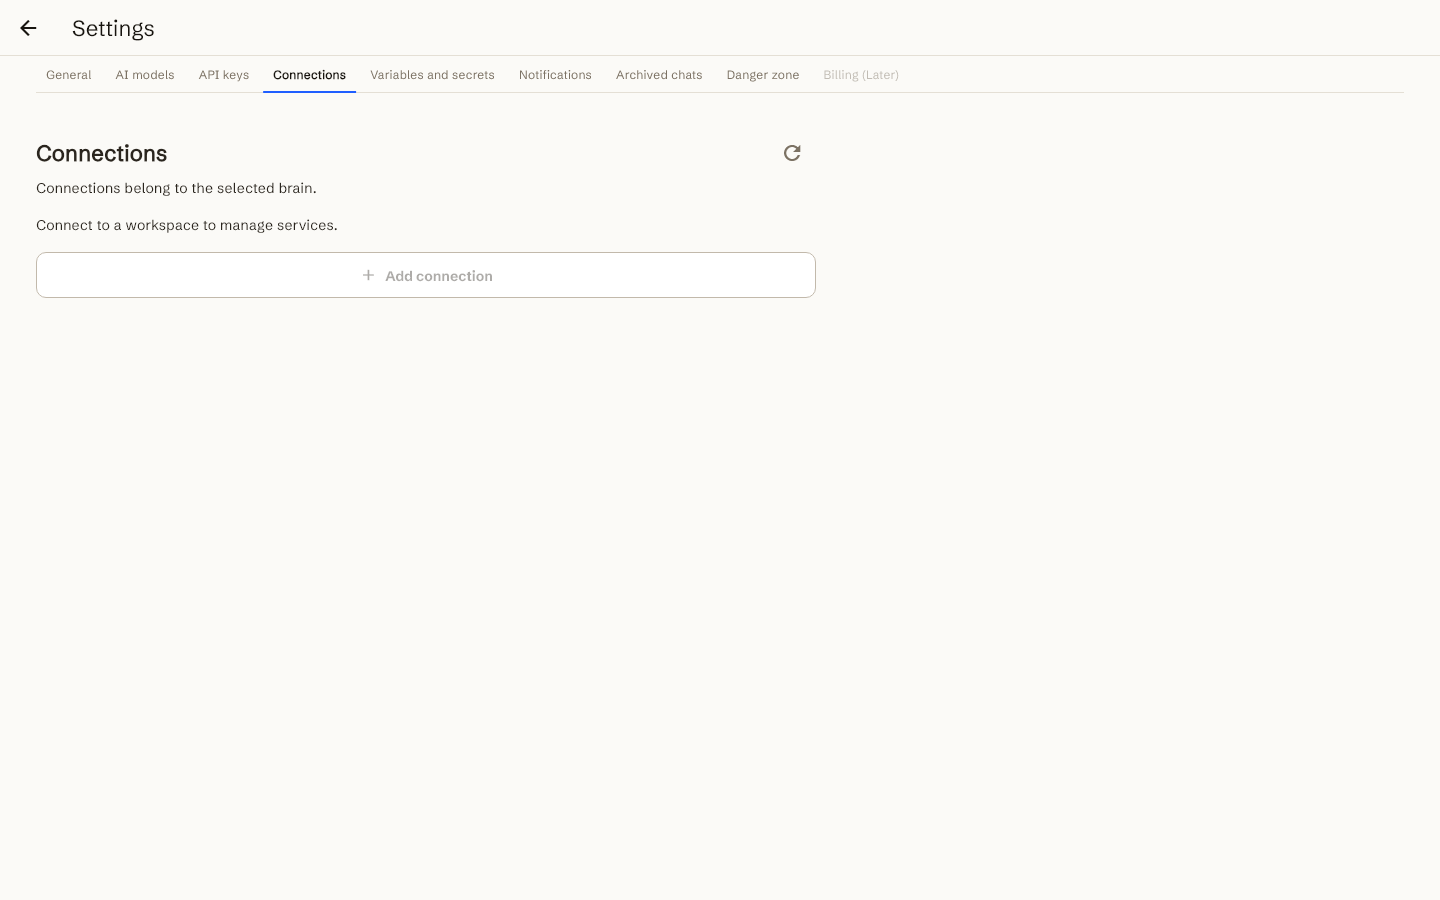 Settings
General
AI models
API keys
Connections
Variables and secrets
Notifications
Archived chats
Danger zone
Billing (Later)
Connections
Connections belong to the selected brain.
Connect to a workspace to manage services.
Add connection